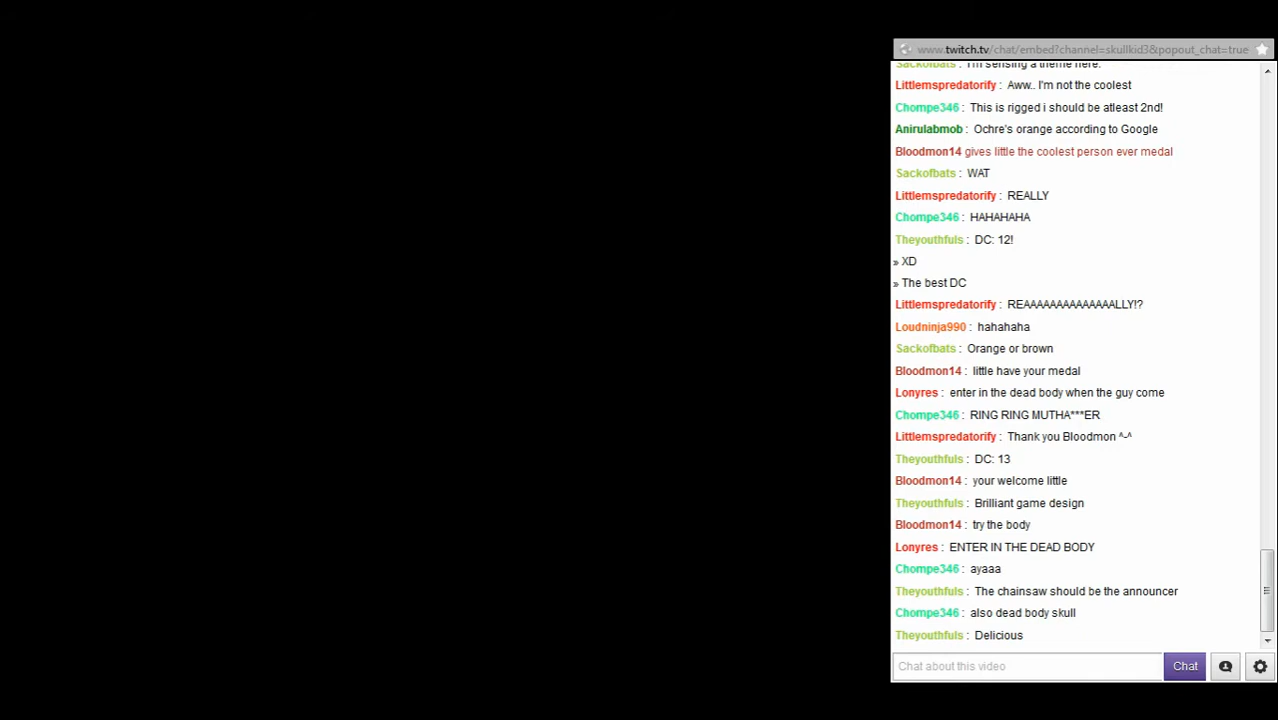 www.twitch.tv/chat/embed?channel=skullkid3&popout_chat=true
Sackofbats : I'm sensing a theme here.
Littlemspredatorify : Aww.. I'm not the coolest
Chompe346 : This is rigged i should be atleast 2nd!
Anirulabmob : Ochre's orange according to Google
Bloodmon14 gives little the coolest person ever medal
Sackofbats : WAT
Littlemspredatorify : REALLY
Chompe346 : HAHAHAHA
Theyouthfuls : DC: 12!
» XD
» The best DC
Littlemspredatorify : REAAAAAAAAAAAAAALLY!?
Loudninja990 : hahahaha
Sackofbats : Orange or brown
Bloodmon14 : little have your medal
Lonyres : enter in the dead body when the guy come
Chompe346 : RING RING MUTHA***ER
Littlemspredatorify : Thank you Bloodmon ^-^
Theyouthfuls : DC: 13
Bloodmon14 : your welcome little
Theyouthfuls : Brilliant game design
Bloodmon14 : try the body
Lonyres : ENTER IN THE DEAD BODY
Chompe346 : ayaaa
Theyouthfuls : The chainsaw should be the announcer
Chompe346 : also dead body skull
Theyouthfuls : Delicious
Chat about this video
Chat